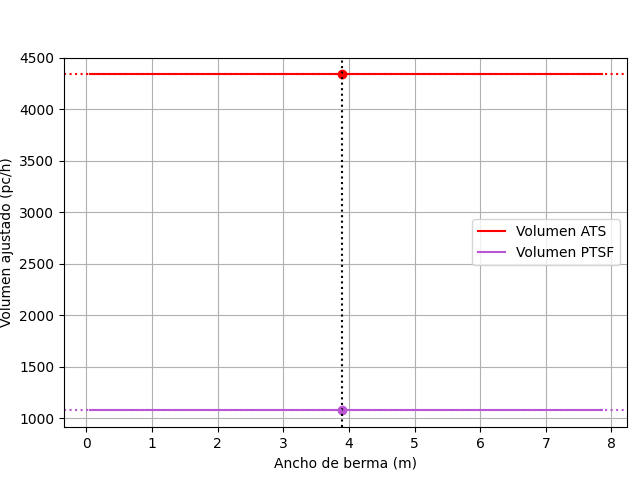 4500
4000
3500
3000
2500
2000
1500
1000
Volumen ajustado (pc/h)
Volumen ATS
Volumen PTSF
0 1 2 3 4 5 6 7 8
Ancho de berma (m)